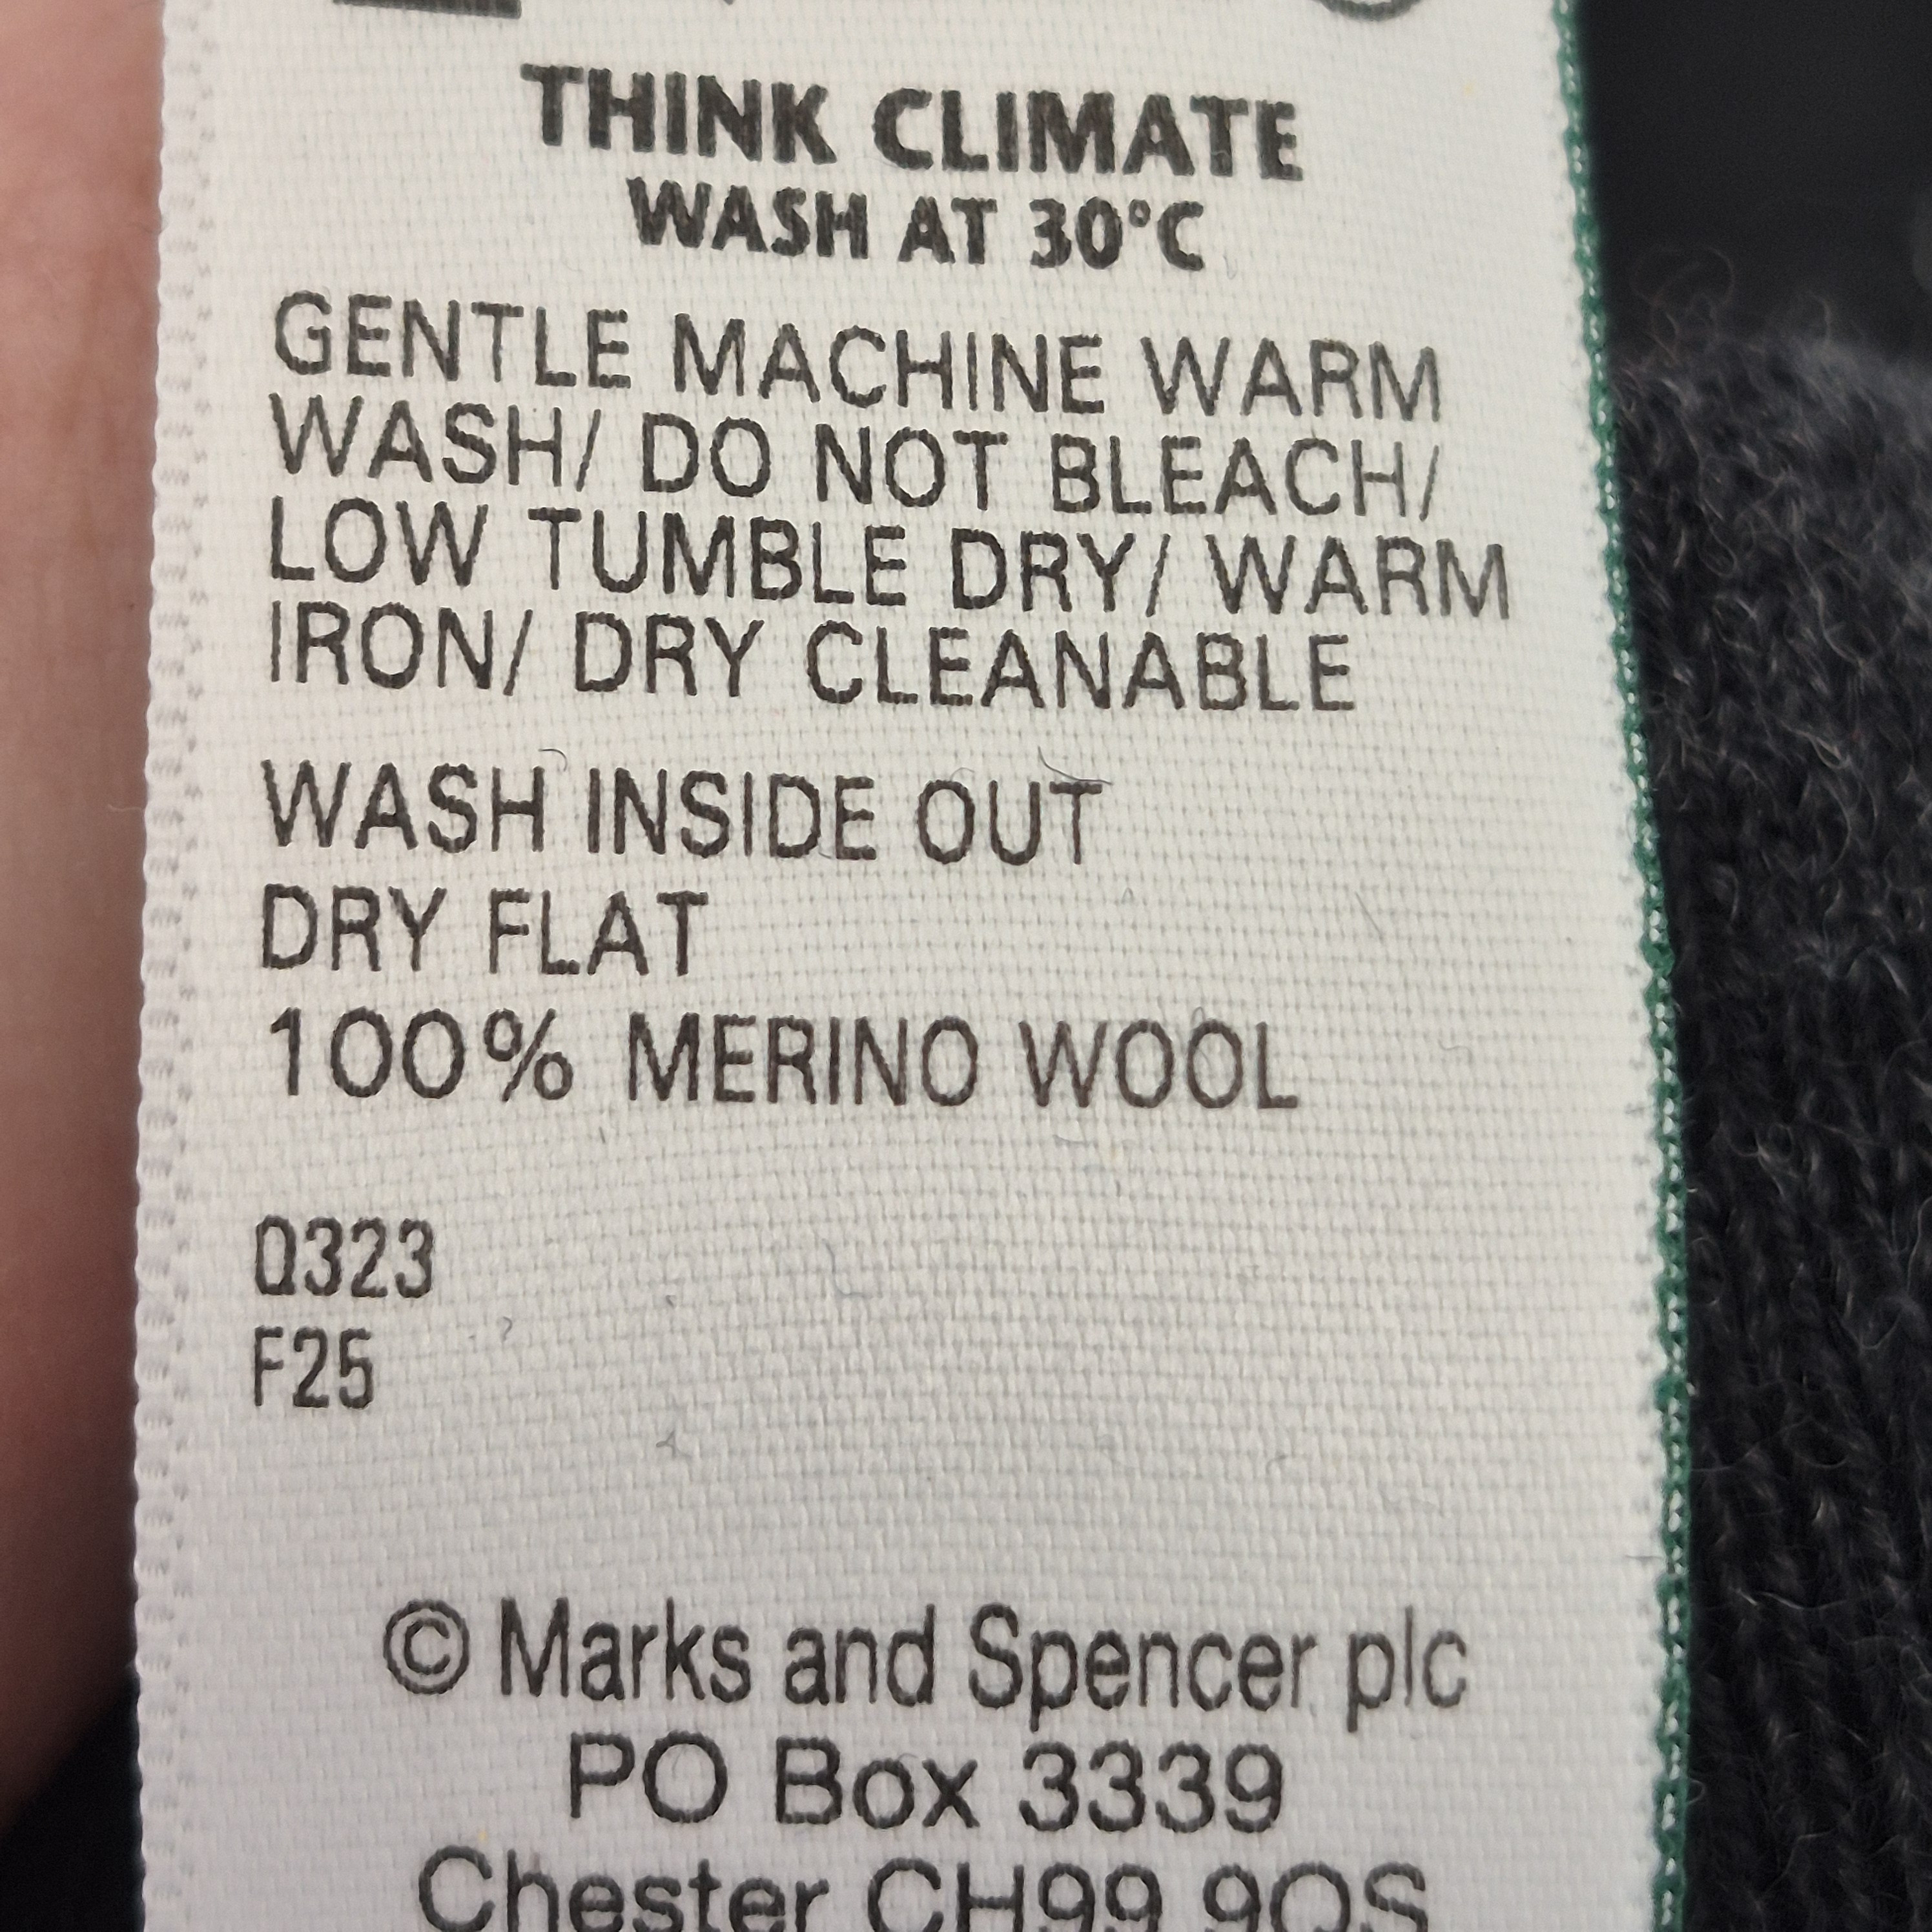 THINK CLIMATE
WASH AT 30°C
GENTLE MACHINE WARM
WASH/ DO NOT BLEACH/
LOW TUMBLE DRY/ WARM
IRON/ DRY CLEANABLE
WASH INSIDE OUT
DRY FLAT
100% MERINO WOOL
Q323
F25
© Marks and Spencer plc
PO Box 3339
Chester CH99 9QS